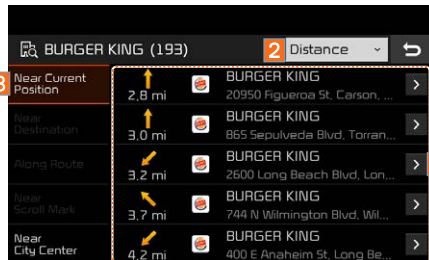 BURGER KING (193)
2
Distance
3
Near Current
Position
Near
Destination
Along Route
Near
Scroll Mark
Near
City Center
2.8 mi
BURGER KING
20950 Figueroa St, Carson, ...
3.0 mi
BURGER KING
865 Sepulveda Blvd, Torran...
3.2 mi
BURGER KING
2600 Long Beach Blvd, Lon...
3.7 mi
BURGER KING
744 N Wilmington Blvd, Wil...
4.2 mi
BURGER KING
400 E Anaheim St, Long Be...